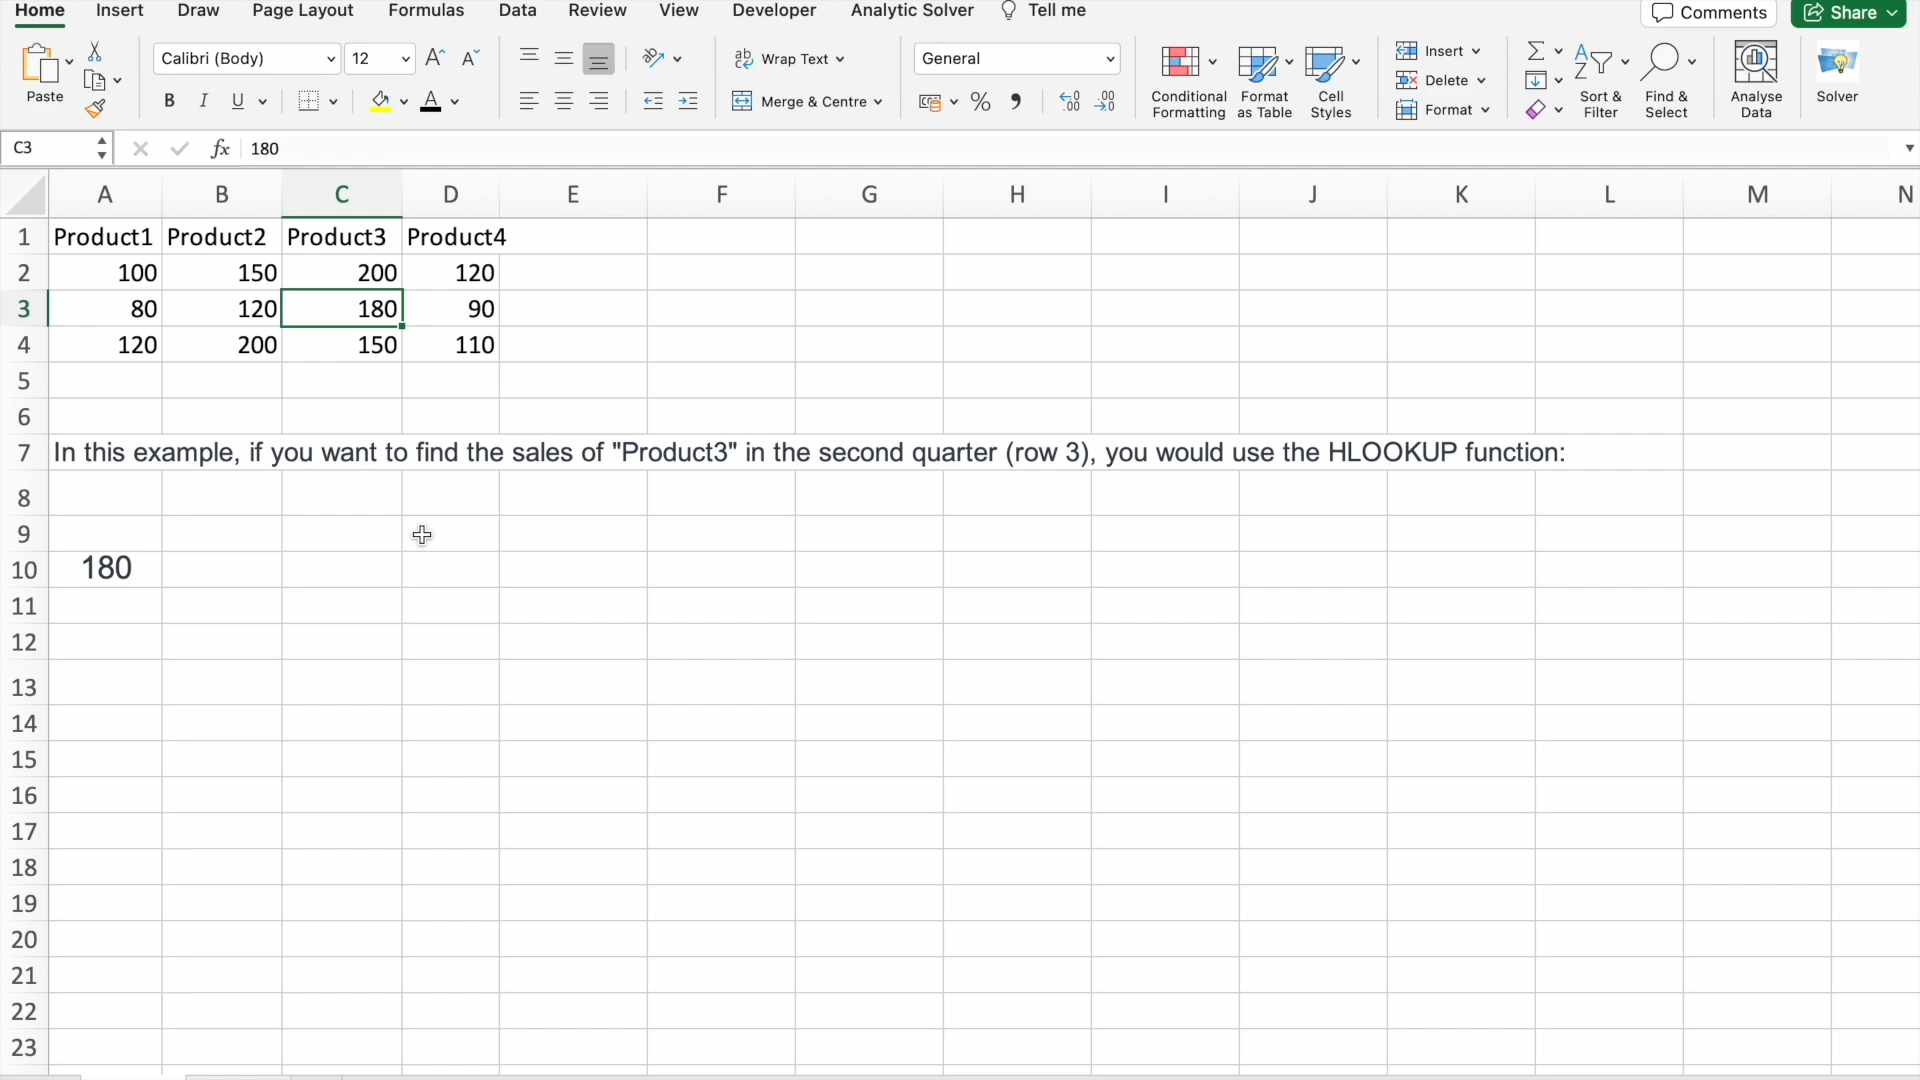 Home Insert Draw Page Layout Formulas Data Review View Developer Analytic Solver Tell me Comments Share
Paste
Calibri (Body) 12
B I U
Wrap Text
Merge & Centre
General
Conditional Formatting
Format as Table
Cell Styles
Insert
Delete
Format
Sort & Filter
Find & Select
Analyse Data
Solver
C3 fx 180
A B C D E F G H I J K L M N
1 Product1 Product2 Product3 Product4
2 100 150 200 120
3 80 120 180 90
4 120 200 150 110
5
6
7 In this example, if you want to find the sales of "Product3" in the second quarter (row 3), you would use the HLOOKUP function:
8
9
10 180
11
12
13
14
15
16
17
18
19
20
21
22
23